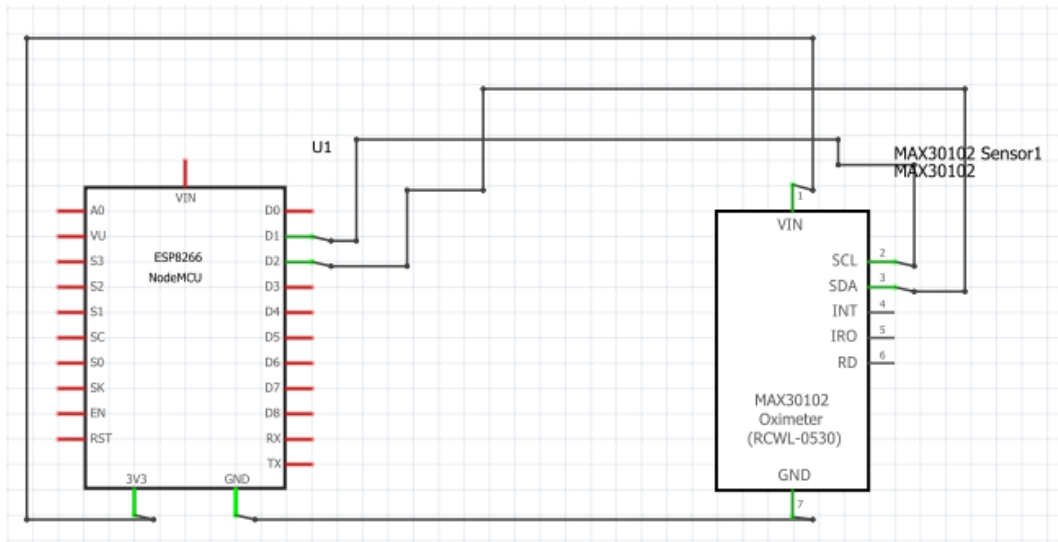 U1
VIN
A0
VU
S3
S2
S1
SC
S0
SK
EN
RST
ESP8266
NodeMCU
D0
D1
D2
D3
D4
D5
D6
D7
D8
RX
TX
3V3
GND
MAX30102 Sensor1
MAX30102
1
VIN
SCL 2
SDA 3
INT 4
IRO 5
RD 6
MAX30102
Oximeter
(RCWL-0530)
GND
7